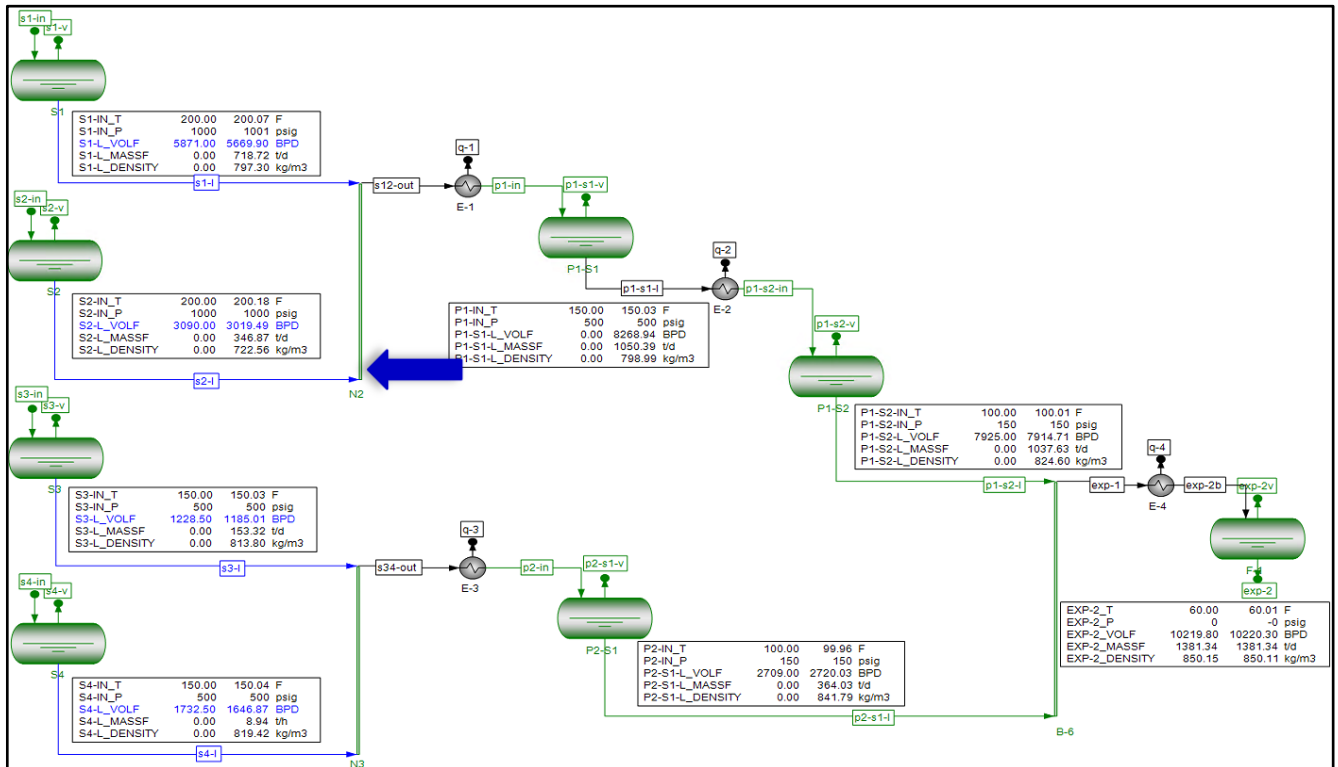 s1-in
s1-v
S1
S1-IN_T 200.00 200.07 F
S1-IN_P 1000 1001 psig
S1-L_VOLF 5871.00 5669.90 BPD
S1-L_MASSF 0.00 718.72 t/d
S1-L_DENSITY 0.00 797.30 kg/m3
s1-l
s2-in
s2-v
S2
S2-IN_T 200.00 200.18 F
S2-IN_P 1000 1000 psig
S2-L_VOLF 3090.00 3019.49 BPD
S2-L_MASSF 0.00 346.87 t/d
S2-L_DENSITY 0.00 722.56 kg/m3
s2-l
N2
s12-out
q-1
E-1
p1-in
p1-s1-v
P1-S1
p1-s1-l
P1-IN_T 150.00 150.03 F
P1-IN_P 500 500 psig
P1-S1-L_VOLF 0.00 8268.94 BPD
P1-S1-L_MASSF 0.00 1050.39 t/d
P1-S1-L_DENSITY 0.00 798.99 kg/m3
q-2
E-2
p1-s2-in
p1-s2-v
P1-S2
P1-S2-IN_T 100.00 100.01 F
P1-S2-IN_P 150 150 psig
P1-S2-L_VOLF 7925.00 7914.71 BPD
P1-S2-L_MASSF 0.00 1037.63 t/d
P1-S2-L_DENSITY 0.00 824.60 kg/m3
p1-s2-l
s3-in
s3-v
S3
S3-IN_T 150.00 150.03 F
S3-IN_P 500 500 psig
S3-L_VOLF 1228.50 1185.01 BPD
S3-L_MASSF 0.00 153.32 t/d
S3-L_DENSITY 0.00 813.80 kg/m3
s3-l
s4-in
s4-v
S4
S4-IN_T 150.00 150.04 F
S4-IN_P 500 500 psig
S4-L_VOLF 1732.50 1646.87 BPD
S4-L_MASSF 0.00 8.94 t/h
S4-L_DENSITY 0.00 819.42 kg/m3
s4-l
N3
s34-out
q-3
E-3
p2-in
p2-s1-v
P2-S1
P2-IN_T 100.00 99.96 F
P2-IN_P 150 150 psig
P2-S1-L_VOLF 2709.00 2720.03 BPD
P2-S1-L_MASSF 0.00 364.03 t/d
P2-S1-L_DENSITY 0.00 841.79 kg/m3
p2-s1-l
B-6
exp-1
q-4
E-4
exp-2b
exp-2v
exp-2
EXP-2_T 60.00 60.01 F
EXP-2_P 0 -0 psig
EXP-2_VOLF 10219.80 10220.30 BPD
EXP-2_MASSF 1381.34 1381.34 t/d
EXP-2_DENSITY 850.15 850.11 kg/m3